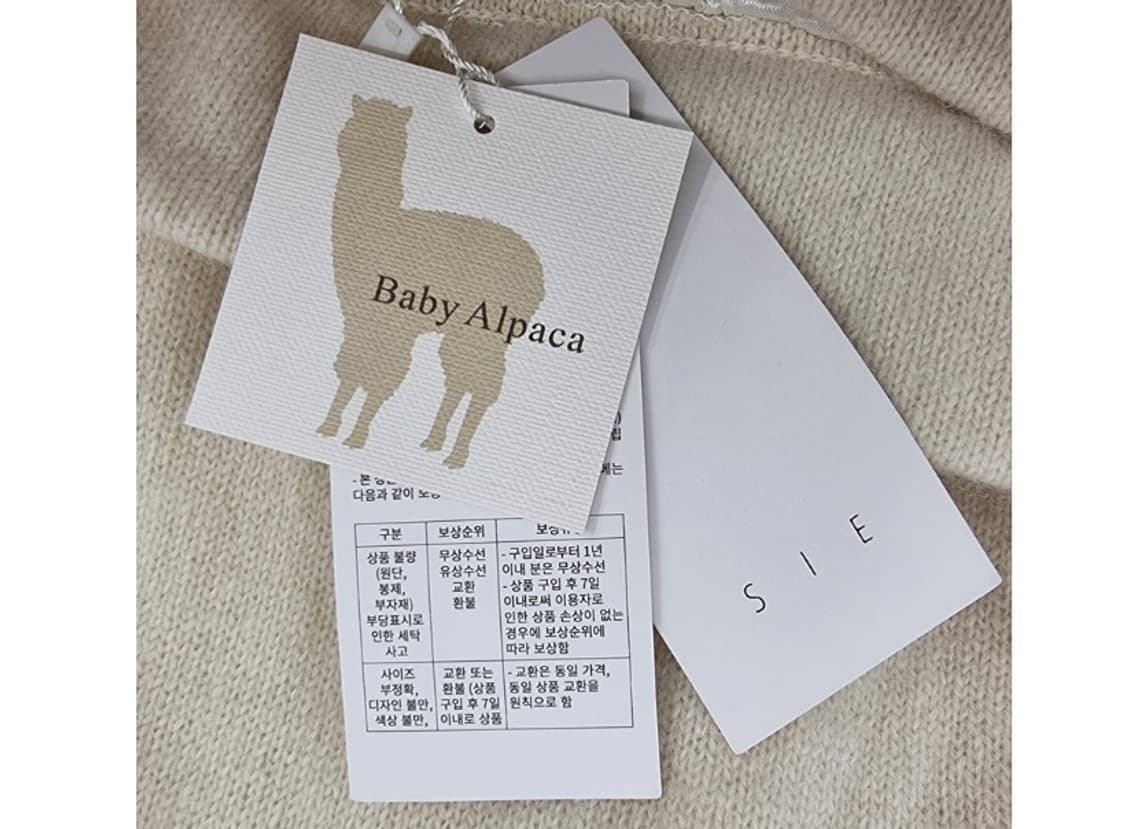 Baby Alpaca
S I E
에는
다음과 같이 보상
구분 보상순위
상품 불량
(원단,
봉제,
부자재)
부당표시로
인한 세탁
사고
무상수선
유상수선
교환
환불
- 구입일로부터 1년
이내 분은 무상수선
- 상품 구입 후 7일
이내로써 이용자로
인한 상품 손상이 없는
경우에 보상순위에
따라 보상함
사이즈
부정확,
디자인 불만,
색상 불만,
교환 또는
환불 (상품
구입 후 7일
이내로 상품
- 교환은 동일 가격,
동일 상품 교환을
원칙으로 함